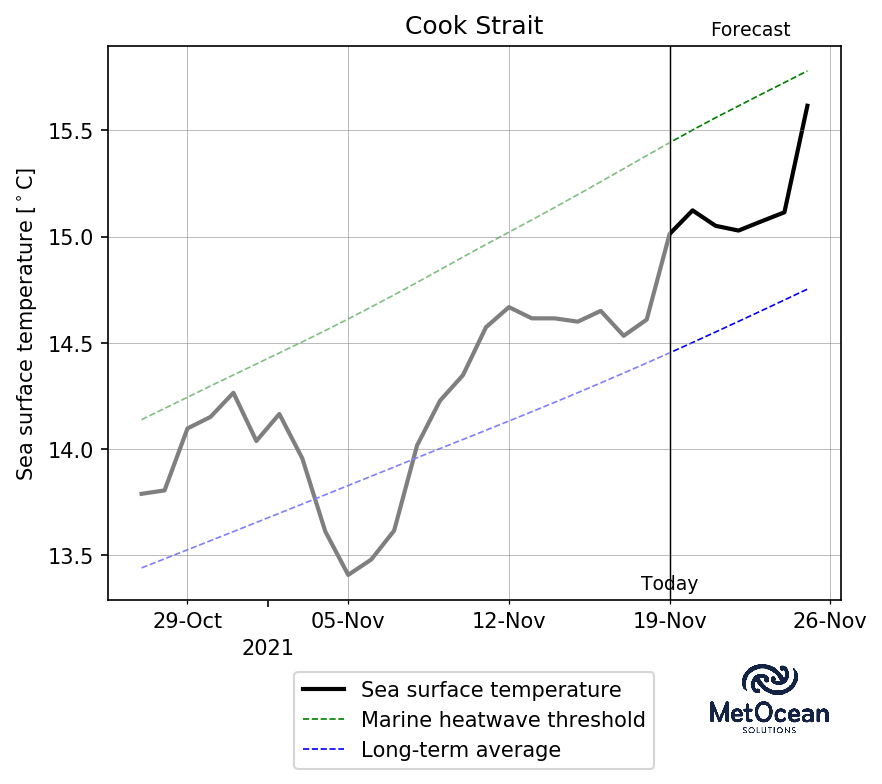 Cook Strait
Forecast
Sea surface temperature [°C]
15.5
15.0
14.5
14.0
13.5
Today
29-Oct 05-Nov 12-Nov 19-Nov 26-Nov
2021
Sea surface temperature
Marine heatwave threshold
Long-term average
MetOcean
SOLUTIONS